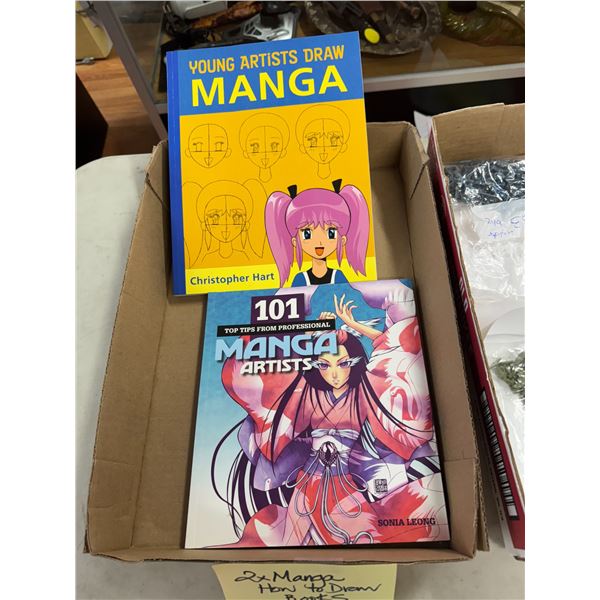 YOUNG ARTISTS DRAW
MANGA
Christopher Hart
101
TOP TIPS FROM PROFESSIONAL
MANGA
ARTISTS
SONIA LEONG
2x Manga
How to Draw
Books